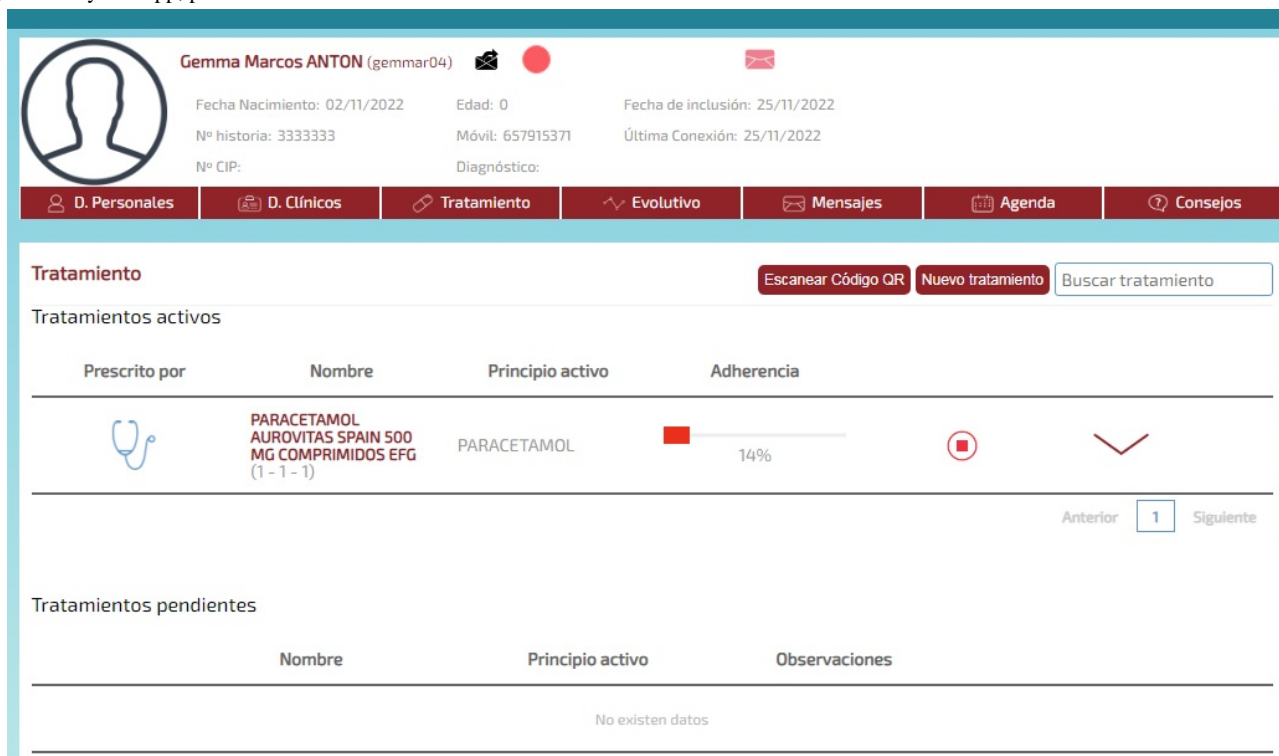 Gemma Marcos ANTON (gemmar04)
Fecha Nacimiento: 02/11/2022 Edad: 0 Fecha de inclusión: 25/11/2022
Nº historia: 3333333 Móvil: 657915371 Última Conexión: 25/11/2022
Nº CIP: Diagnóstico:
D. Personales D. Clínicos Tratamiento Evolutivo Mensajes Agenda Consejos
Tratamiento Escanear Código QR Nuevo tratamiento Buscar tratamiento
Tratamientos activos
Prescrito por Nombre Principio activo Adherencia
PARACETAMOL
AUROVITAS SPAIN 500
MG COMPRIMIDOS EFG
(1 - 1 - 1)
PARACETAMOL
14%
Anterior 1 Siguiente
Tratamientos pendientes
Nombre Principio activo Observaciones
No existen datos